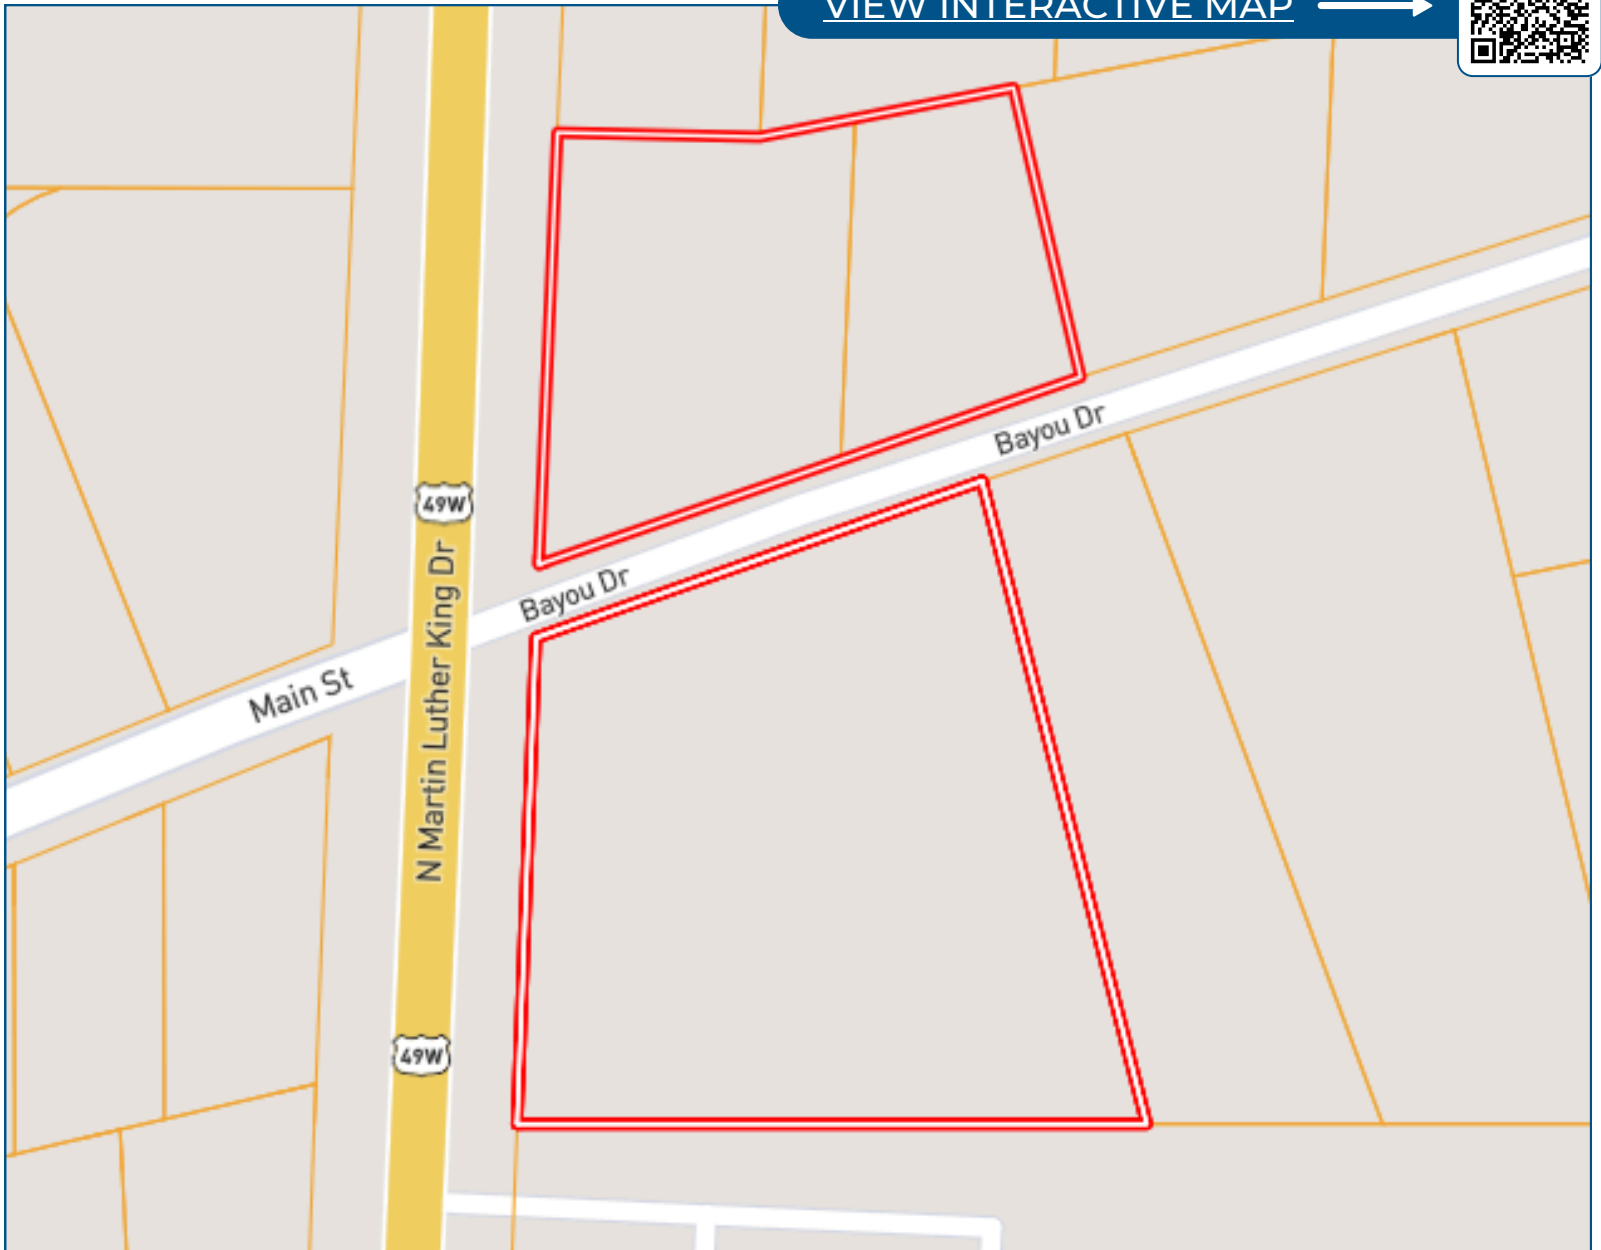 VIEW INTERACTIVE MAP
Bayou Dr
49W
Bayou Dr
N Martin Luther King Dr
Main St
49W